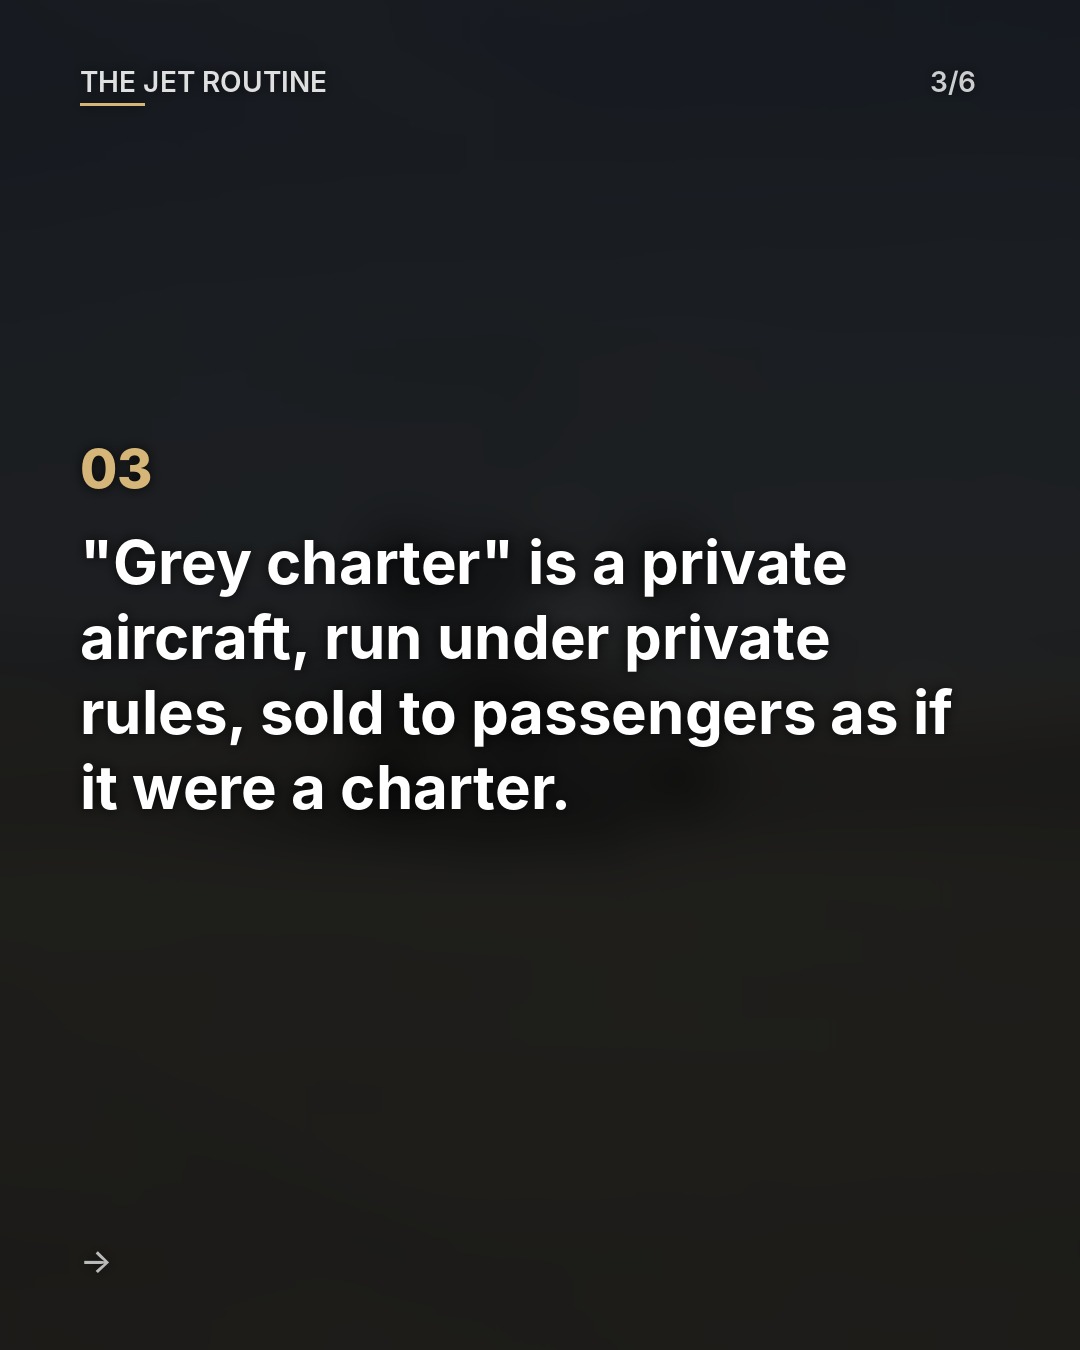 THE JET ROUTINE
3/6
03
"Grey charter" is a private
aircraft, run under private
rules, sold to passengers as if
it were a charter.
→